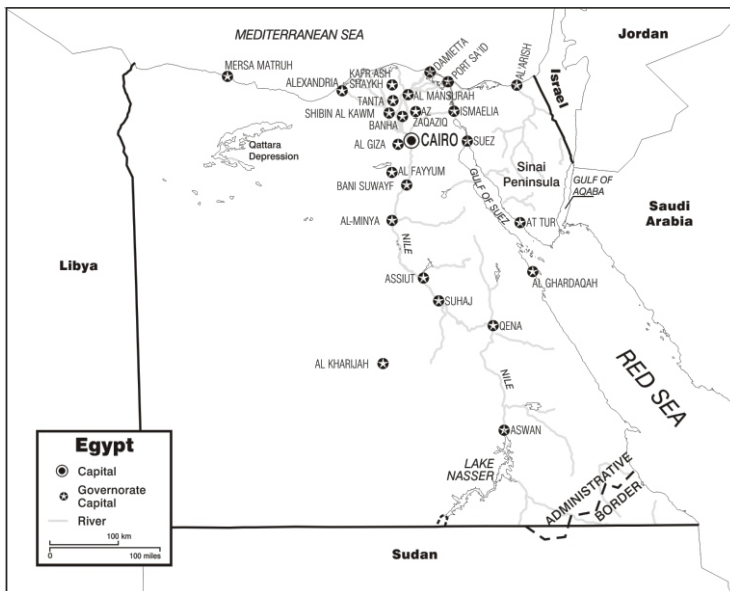 MEDITERRANEAN SEA
Jordan
MERSA MATRUH
ALEXANDRIA
KAFR ASH
SHAYKH
DAMIETTA
PORT SA'ID
AL'ARISH
Israel
TANTA
AL MANSURAH
SHIBIN AL KAWM
AZ
ZAQAZIQ
ISMAELIA
BANHA
Qattara
Depression
AL GIZA
CAIRO
SUEZ
Sinai
Peninsula
GULF OF
AQABA
AL FAYYUM
BANI SUWAYF
GULF OF SUEZ
Saudi
Arabia
AL-MINYA
AT TUR
NILE
Libya
ASSIUT
AL GHARDAQAH
SUHAJ
QENA
RED SEA
AL KHARIJAH
NILE
ASWAN
LAKE
NASSER
ADMINISTRATIVE
BORDER
Egypt
Capital
Governorate
Capital
River
100 km
0
100 miles
Sudan